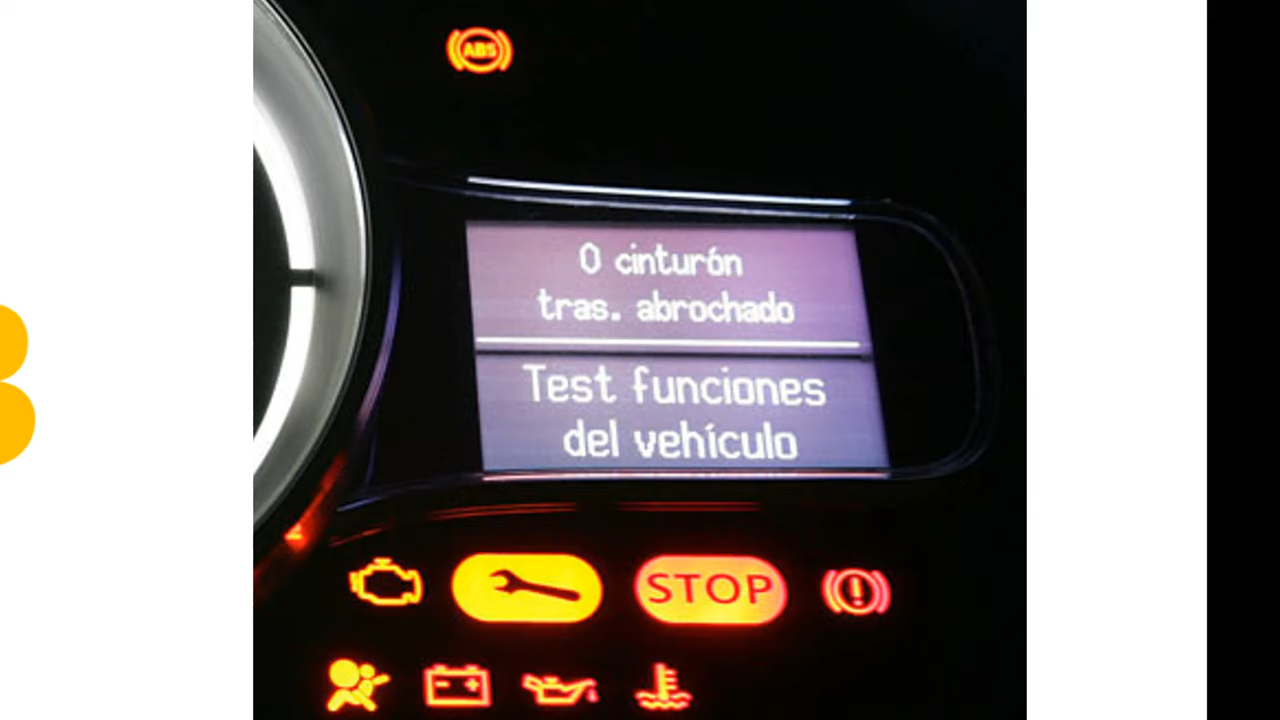 ABS
0 cinturón
tras. abrochado
Test funciones
del vehículo
STOP